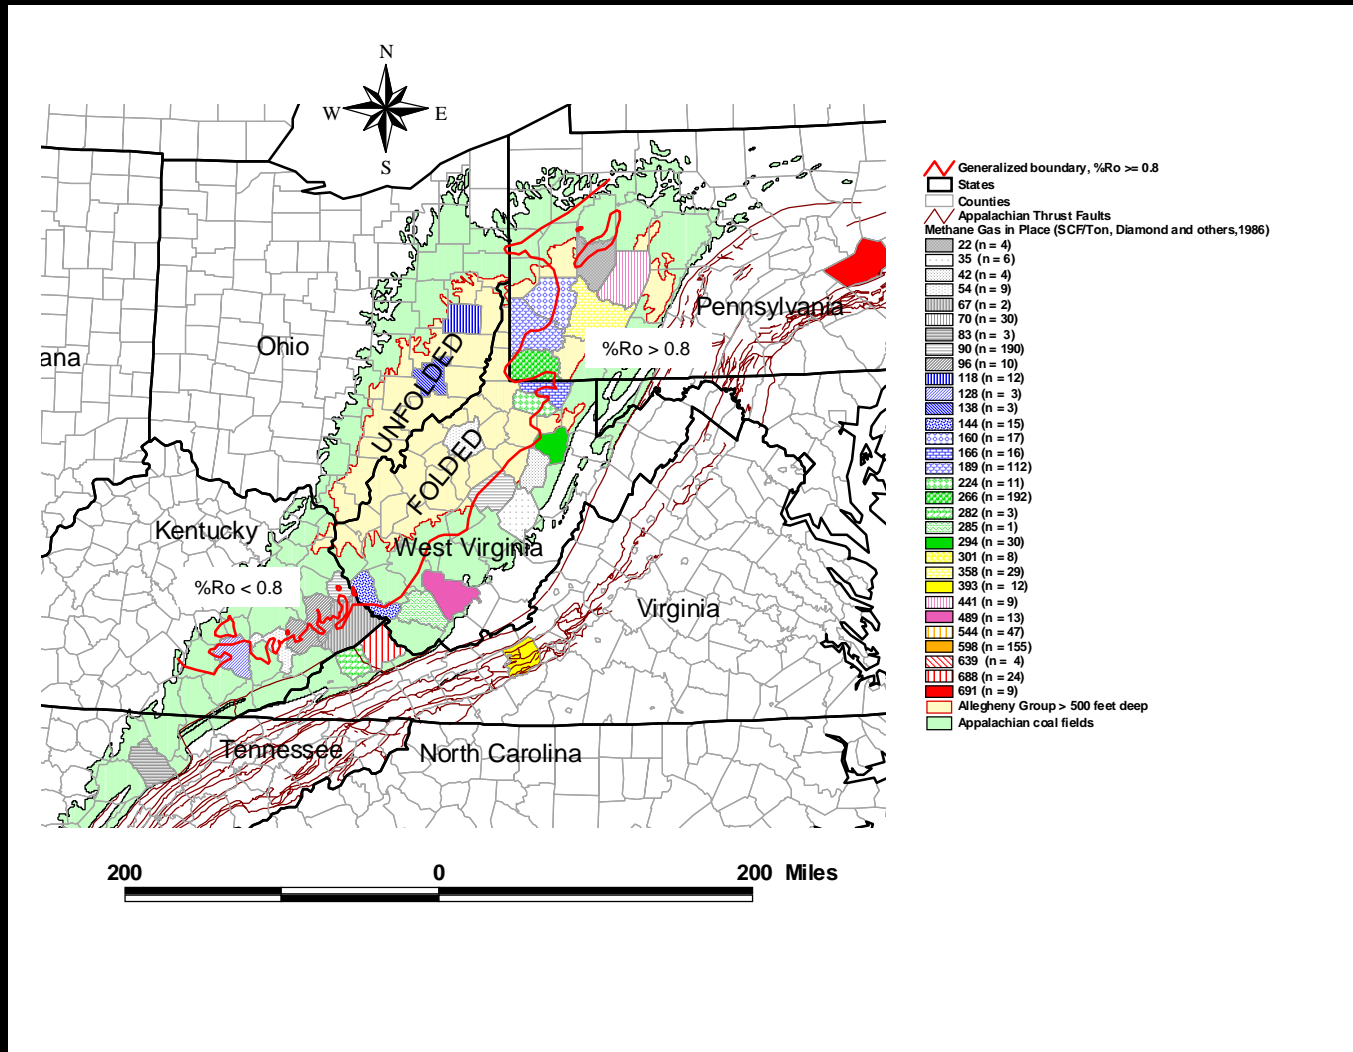 N
W
E
S
Generalized boundary, %Ro >= 0.8
States
Counties
Appalachian Thrust Faults
Methane Gas in Place (SCF/Ton, Diamond and others,1986)
22 (n = 4)
35 (n = 6)
42 (n = 4)
54 (n = 9)
67 (n = 2)
70 (n = 30)
83 (n = 3)
90 (n = 190)
96 (n = 10)
118 (n = 12)
128 (n = 3)
138 (n = 3)
144 (n = 15)
160 (n = 17)
166 (n = 16)
189 (n = 112)
224 (n = 11)
266 (n = 192)
282 (n = 3)
285 (n = 1)
294 (n = 30)
301 (n = 8)
358 (n = 29)
393 (n = 12)
441 (n = 9)
489 (n = 13)
544 (n = 47)
598 (n = 155)
639 (n = 4)
688 (n = 24)
691 (n = 9)
Allegheny Group > 500 feet deep
Appalachian coal fields
Pennsylvania
Ohio
ana
%Ro > 0.8
UNFOLDED
FOLDED
Kentucky
West Virginia
%Ro < 0.8
Virginia
Tennessee
North Carolina
200 0 200 Miles